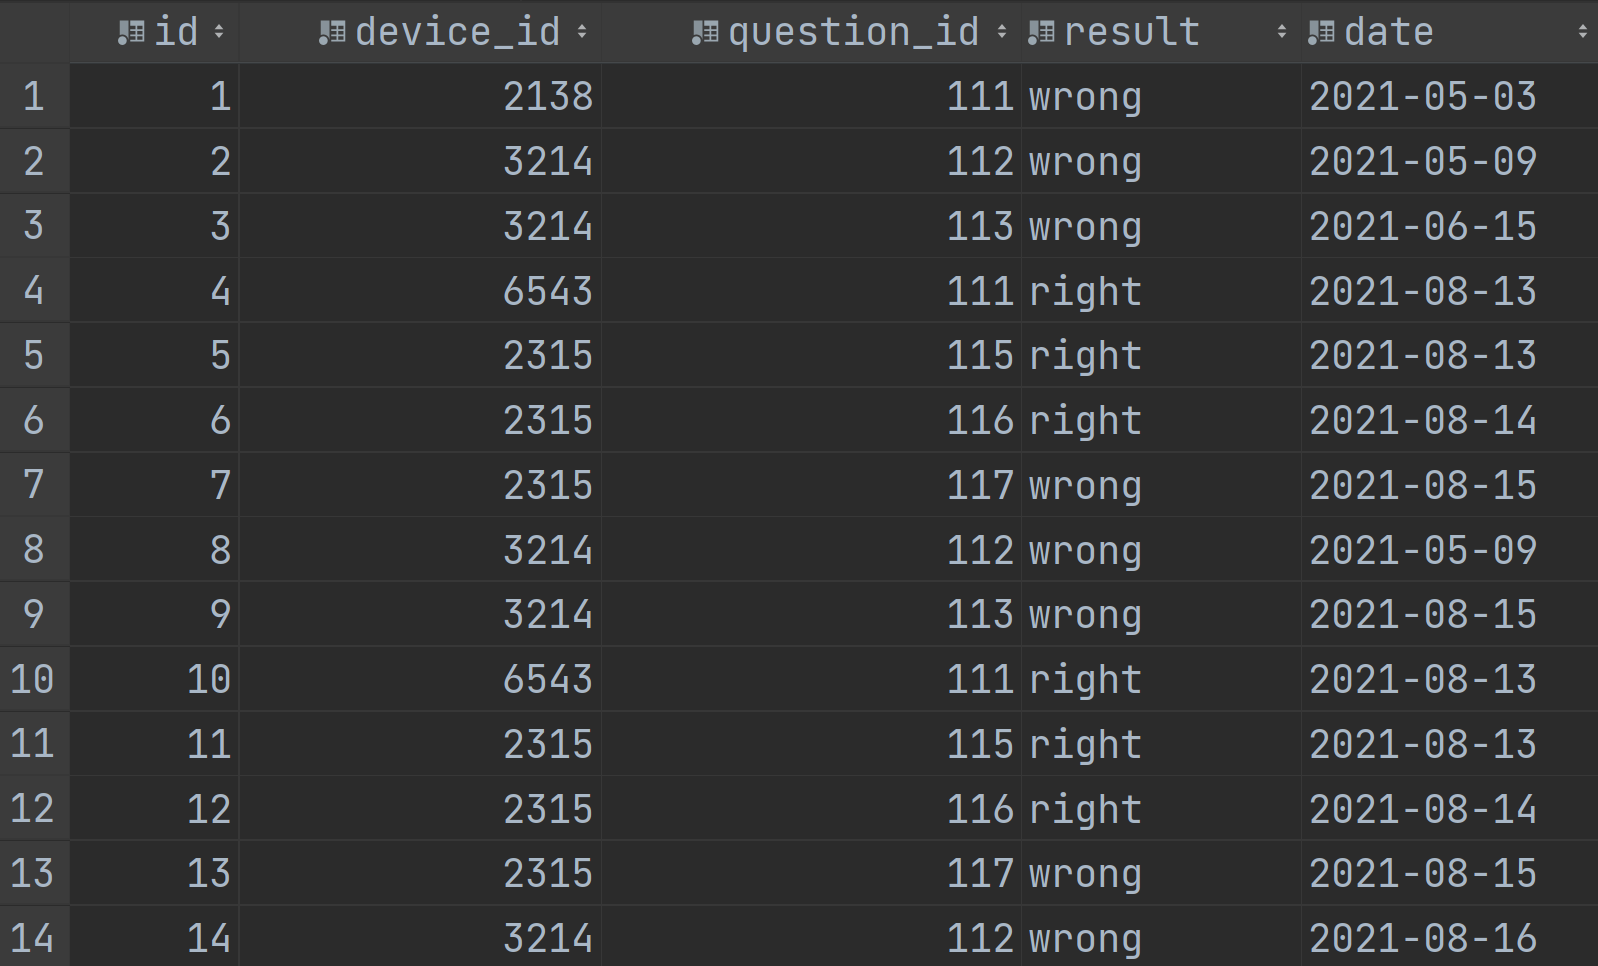 id device_id question_id result date
1 1 2138 111 wrong 2021-05-03
2 2 3214 112 wrong 2021-05-09
3 3 3214 113 wrong 2021-06-15
4 4 6543 111 right 2021-08-13
5 5 2315 115 right 2021-08-13
6 6 2315 116 right 2021-08-14
7 7 2315 117 wrong 2021-08-15
8 8 3214 112 wrong 2021-05-09
9 9 3214 113 wrong 2021-08-15
10 10 6543 111 right 2021-08-13
11 11 2315 115 right 2021-08-13
12 12 2315 116 right 2021-08-14
13 13 2315 117 wrong 2021-08-15
14 14 3214 112 wrong 2021-08-16